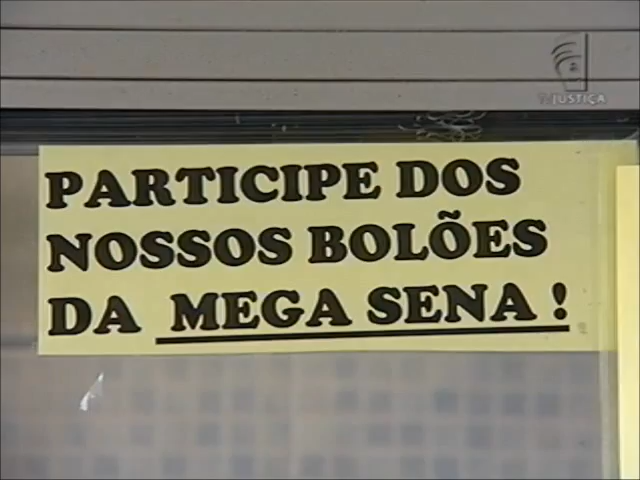 TV JUSTIÇA
PARTICIPE DOS
NOSSOS BOLÕES
DA MEGA SENA !